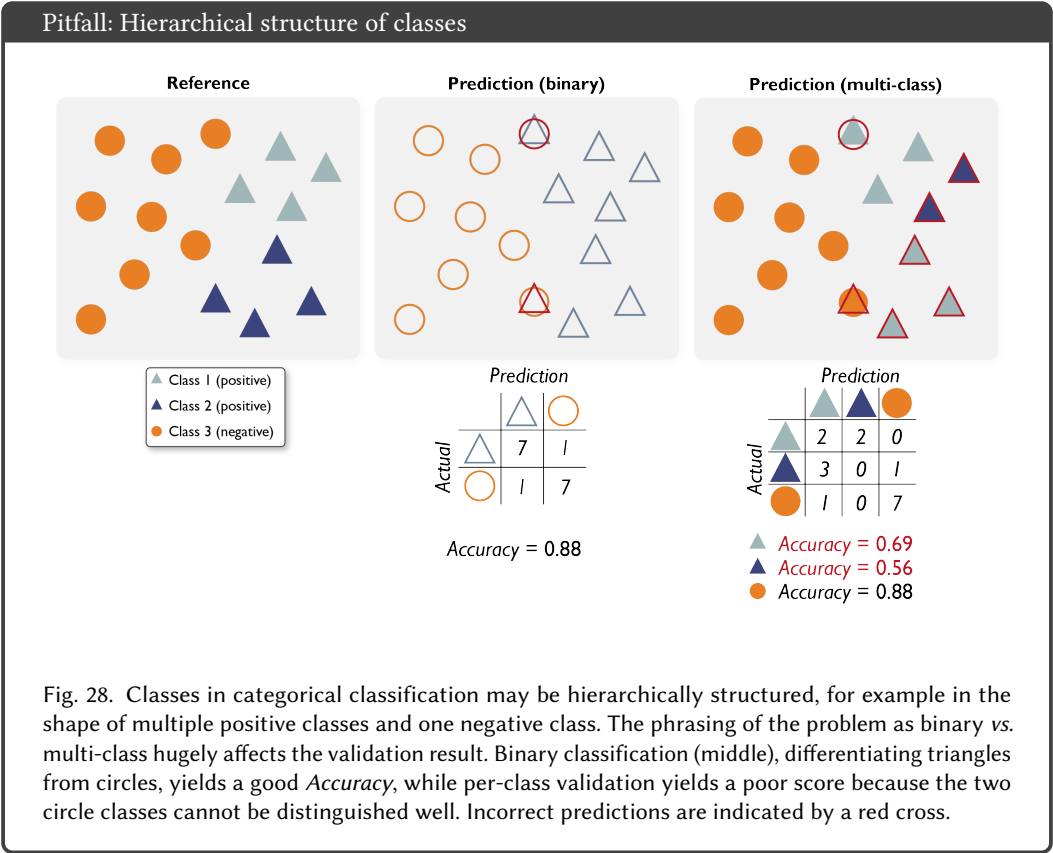 Pitfall: Hierarchical structure of classes
Reference
Prediction (binary)
Prediction (multi-class)
Class 1 (positive)
Class 2 (positive)
Class 3 (negative)
Prediction
Actual
7 1
1 7
Accuracy = 0.88
Prediction
Actual
2 2 0
3 0 1
1 0 7
Accuracy = 0.69
Accuracy = 0.56
Accuracy = 0.88
Fig. 28. Classes in categorical classification may be hierarchically structured, for example in the
shape of multiple positive classes and one negative class. The phrasing of the problem as binary vs.
multi-class hugely affects the validation result. Binary classification (middle), differentiating triangles
from circles, yields a good Accuracy, while per-class validation yields a poor score because the two
circle classes cannot be distinguished well. Incorrect predictions are indicated by a red cross.